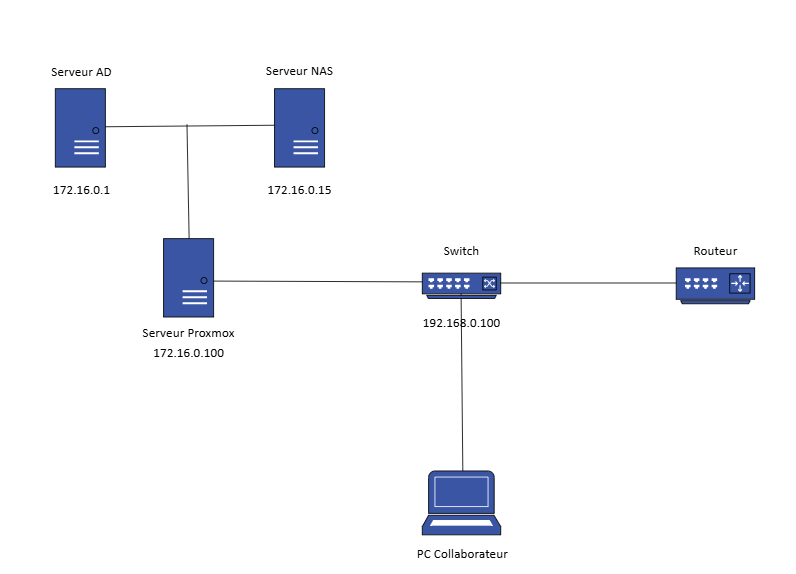 Serveur AD
Serveur NAS
172.16.0.1
172.16.0.15
Switch
Routeur
192.168.0.100
Serveur Proxmox
172.16.0.100
PC Collaborateur